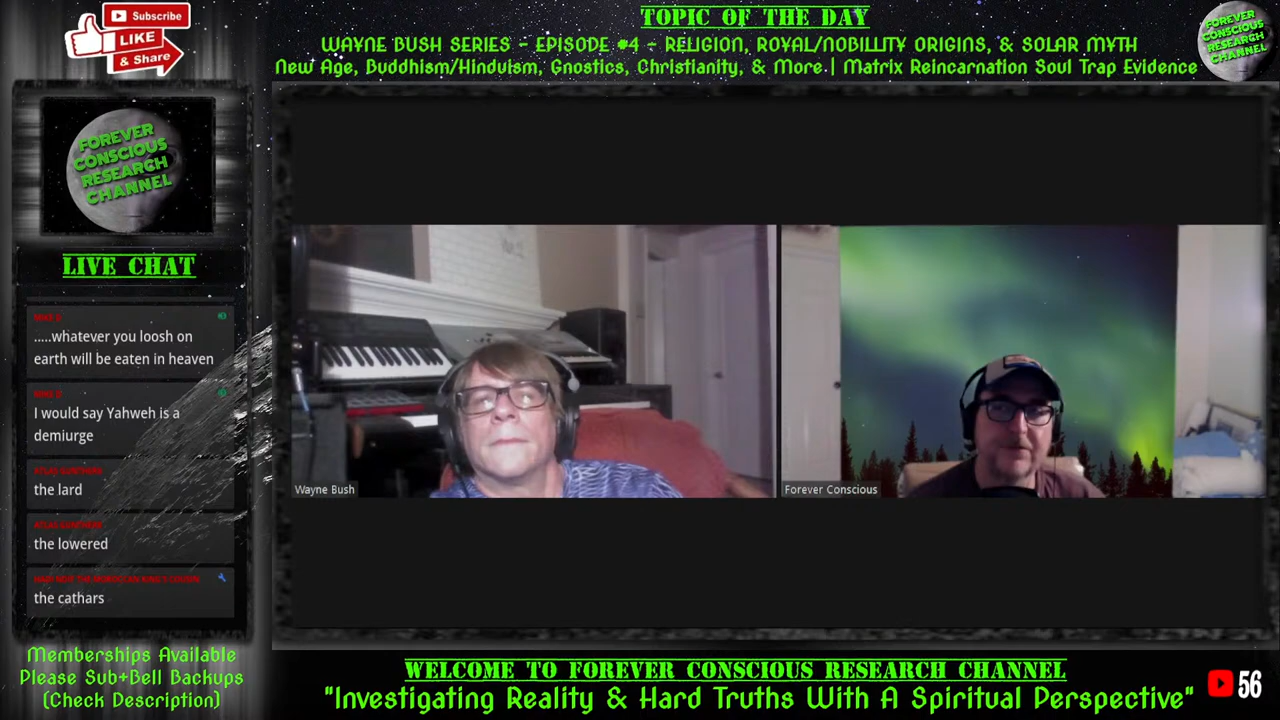 Subscribe
LIKE
& Share
TOPIC OF THE DAY
WAYNE BUSH SERIES - EPISODE #4 - RELIGION, ROYAL/NOBILLITY ORIGINS, & SOLAR MYTH
New Age, Buddhism/Hinduism, Gnostics, Christianity, & More | Matrix Reincarnation Soul Trap Evidence
FOREVER
CONSCIOUS
RESEARCH
CHANNEL
FOREVER
CONSCIOUS
RESEARCH
CHANNEL
LIVE CHAT
.....whatever you loosh on
earth will be eaten in heaven
I would say Yahweh is a
demiurge
the lard
the lowered
the cathars
Wayne Bush
Forever Conscious
Memberships Available
Please Sub+Bell Backups
(Check Description)
WELCOME TO FOREVER CONSCIOUS RESEARCH CHANNEL
"Investigating Reality & Hard Truths With A Spiritual Perspective"
56